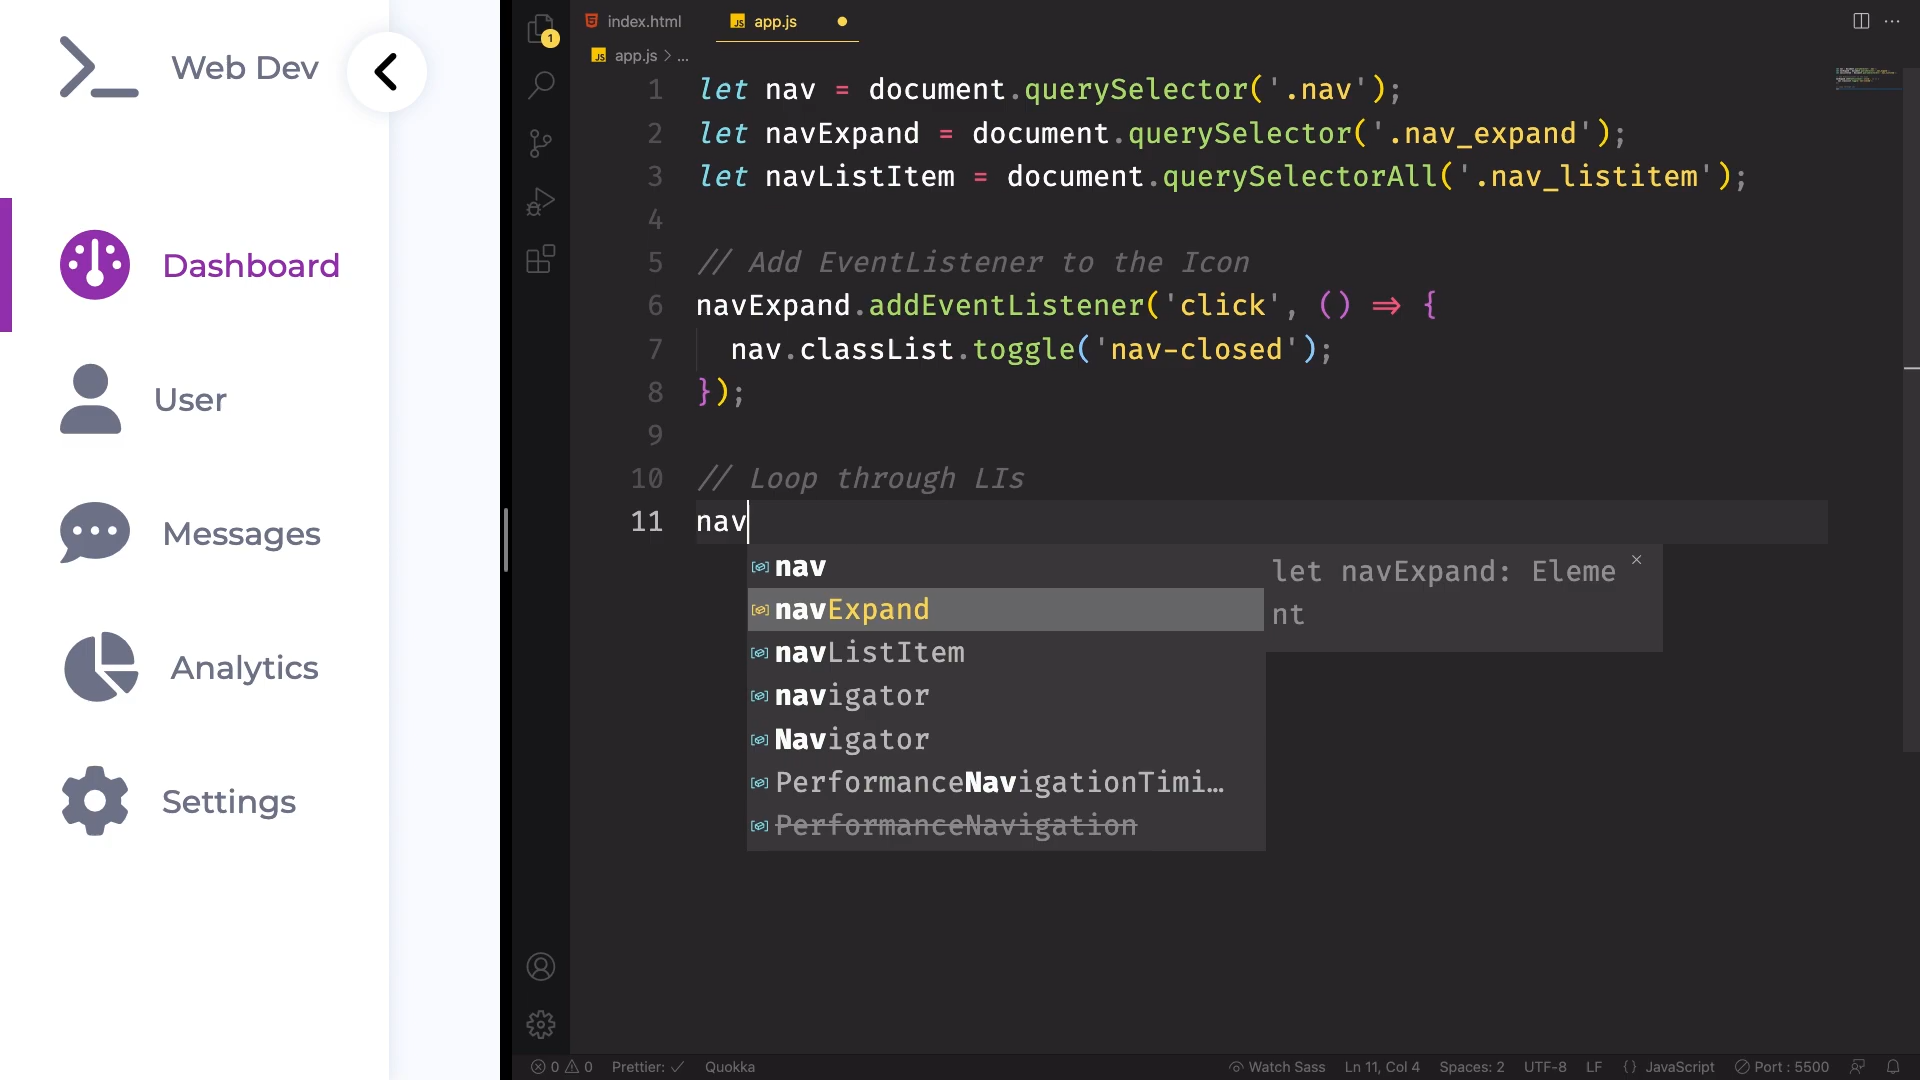 Web Dev
Dashboard
User
Messages
Analytics
Settings
1
index.html
JS app.js
JS app.js > ...
1 let nav = document.querySelector('.nav');
2 let navExpand = document.querySelector('.nav_expand');
3 let navListItem = document.querySelectorAll('.nav_listitem');
4
5 // Add EventListener to the Icon
6 navExpand.addEventListener('click', () => {
7 nav.classList.toggle('nav-closed');
8 });
9
10 // Loop through LIs
11 nav
nav
navExpand
navListItem
navigator
Navigator
PerformanceNavigationTimi...
PerformanceNavigation
let navExpand: Eleme
nt
0 0 Prettier: ✓ Quokka Watch Sass Ln 11, Col 4 Spaces: 2 UTF-8 LF {} JavaScript Port : 5500